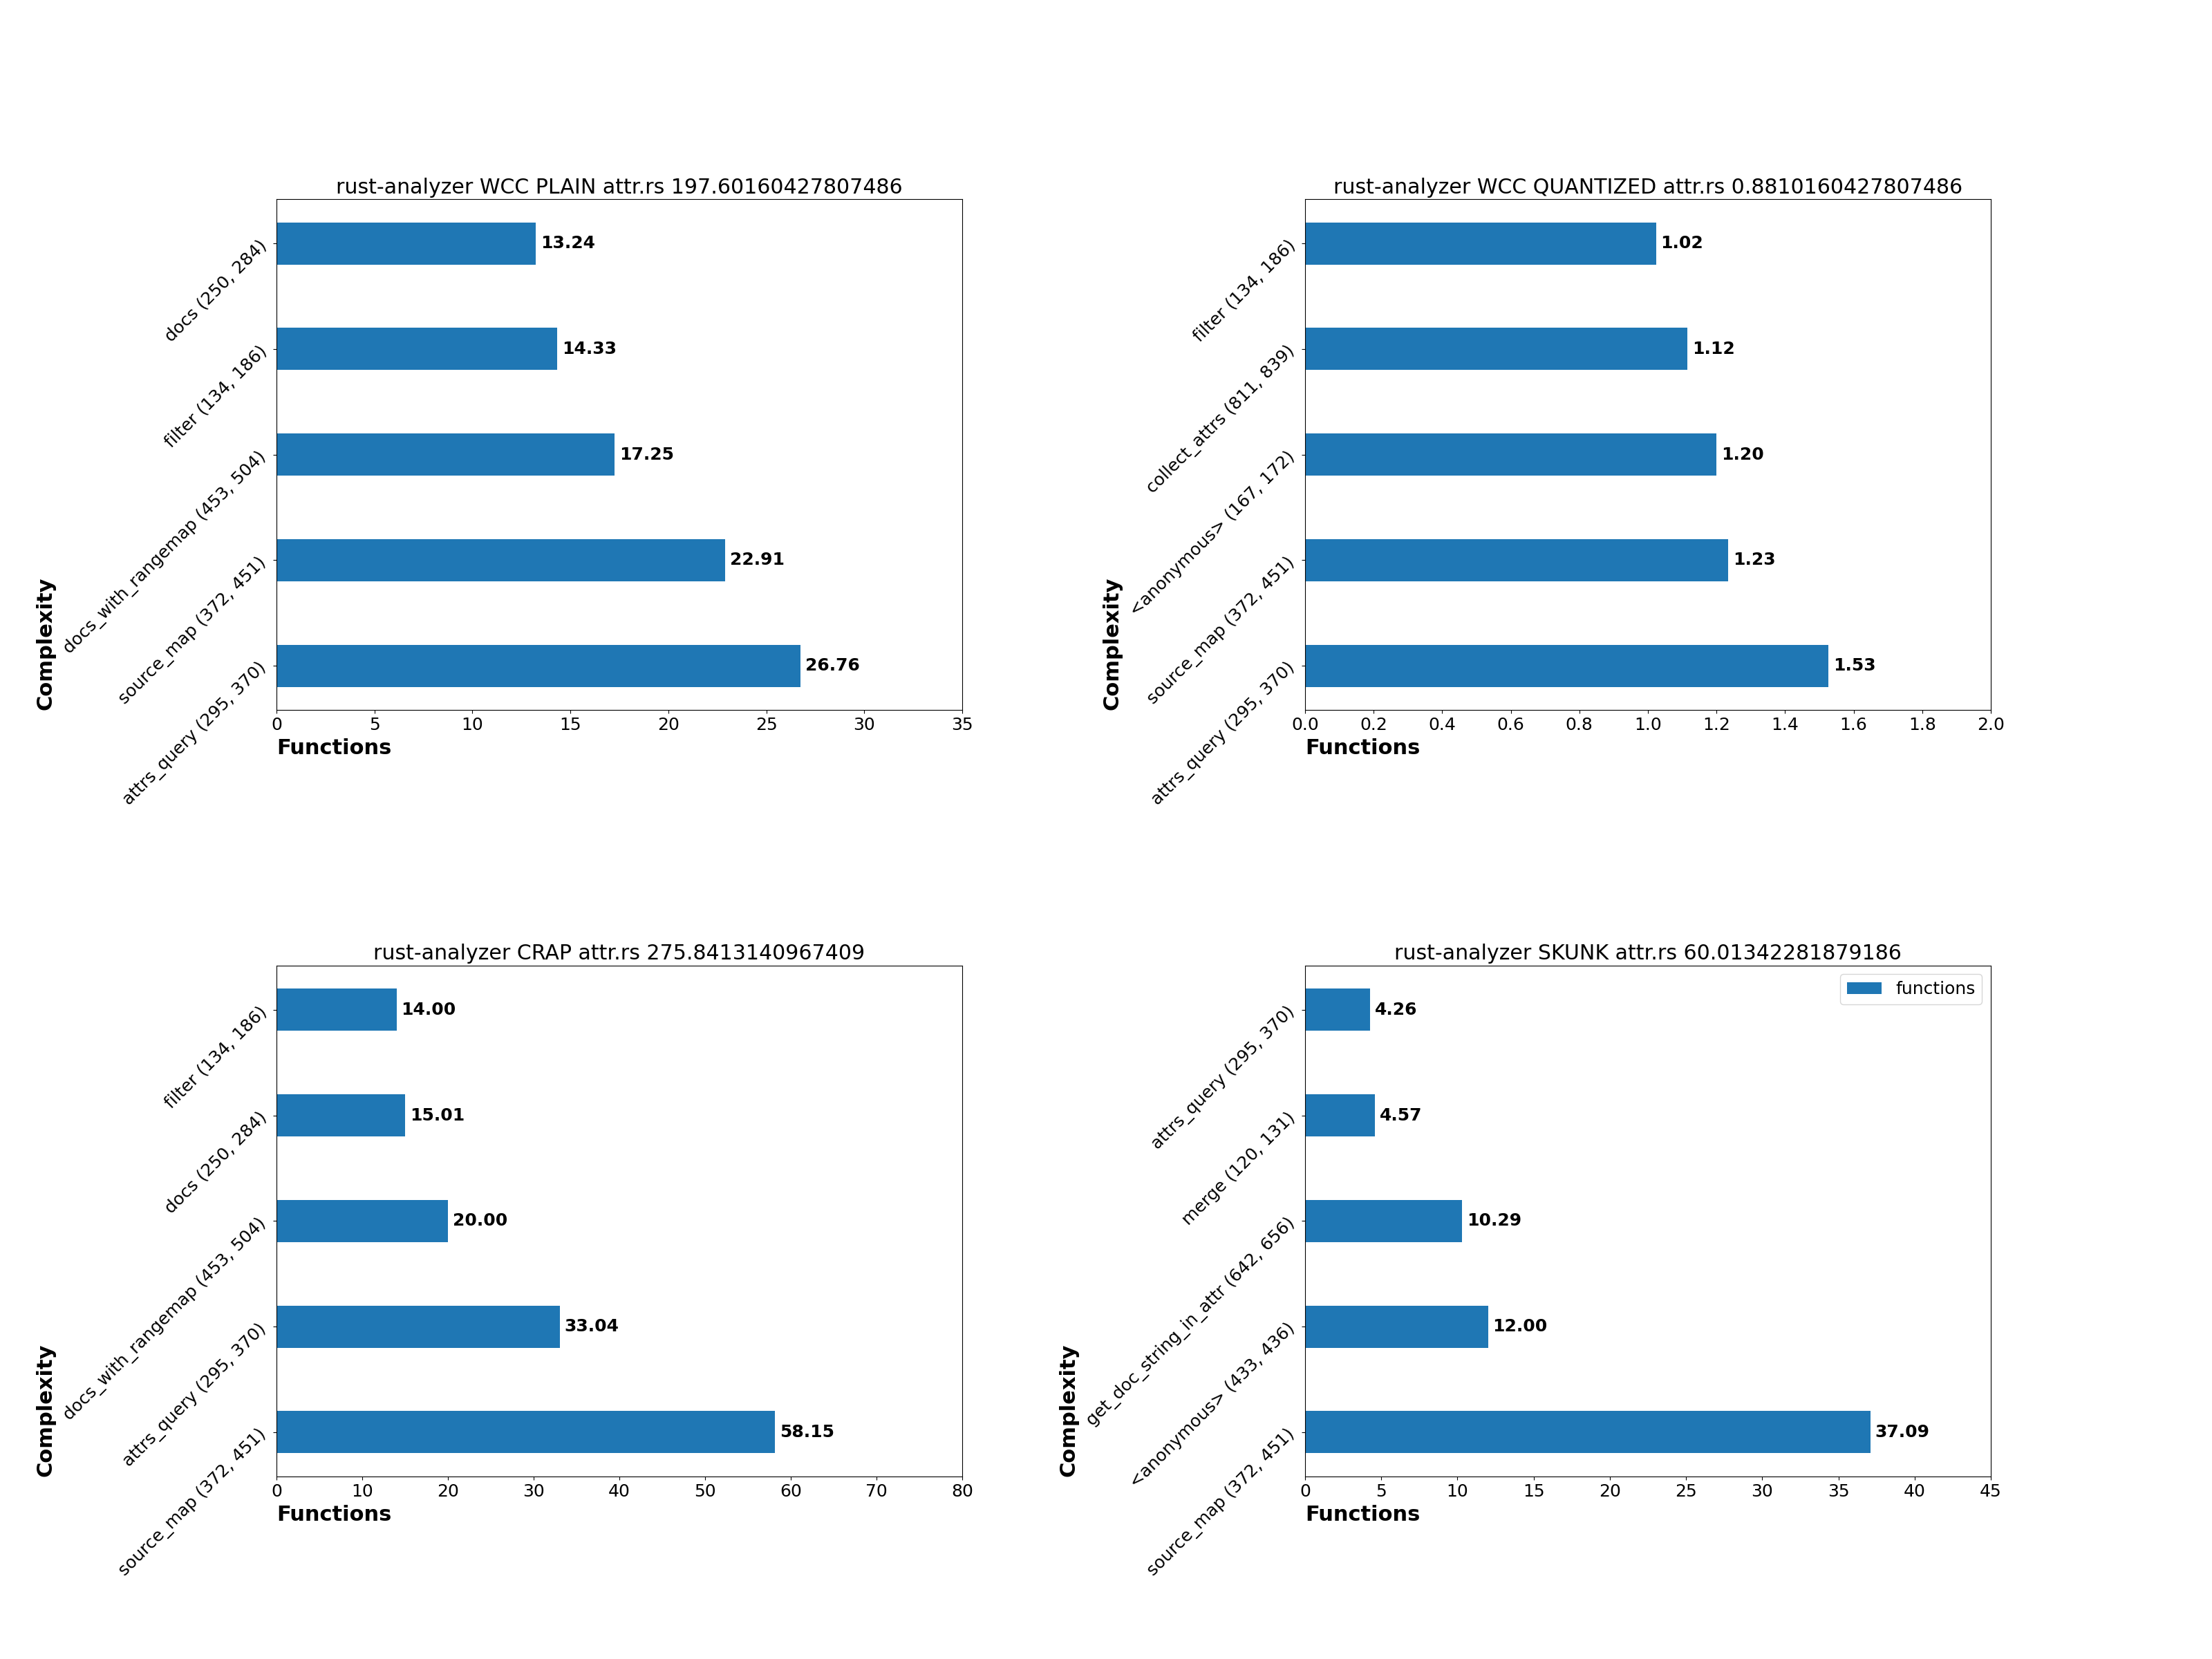 rust-analyzer WCC PLAIN attr.rs 197.60160427807486
docs (250, 284)
13.24
filter (134, 186)
14.33
docs_with_rangemap (453, 504)
17.25
source_map (372, 451)
22.91
attrs_query (295, 370)
26.76
Complexity
0 5 10 15 20 25 30 35
Functions
rust-analyzer WCC QUANTIZED attr.rs 0.8810160427807486
filter (134, 186)
1.02
collect_attrs (811, 839)
1.12
<anonymous> (167, 172)
1.20
source_map (372, 451)
1.23
attrs_query (295, 370)
1.53
Complexity
0.0 0.2 0.4 0.6 0.8 1.0 1.2 1.4 1.6 1.8 2.0
Functions
rust-analyzer CRAP attr.rs 275.8413140967409
filter (134, 186)
14.00
docs (250, 284)
15.01
docs_with_rangemap (453, 504)
20.00
attrs_query (295, 370)
33.04
source_map (372, 451)
58.15
Complexity
0 10 20 30 40 50 60 70 80
Functions
rust-analyzer SKUNK attr.rs 60.01342281879186
functions
attrs_query (295, 370)
4.26
merge (120, 131)
4.57
get_doc_string_in_attr (642, 656)
10.29
<anonymous> (433, 436)
12.00
source_map (372, 451)
37.09
Complexity
0 5 10 15 20 25 30 35 40 45
Functions